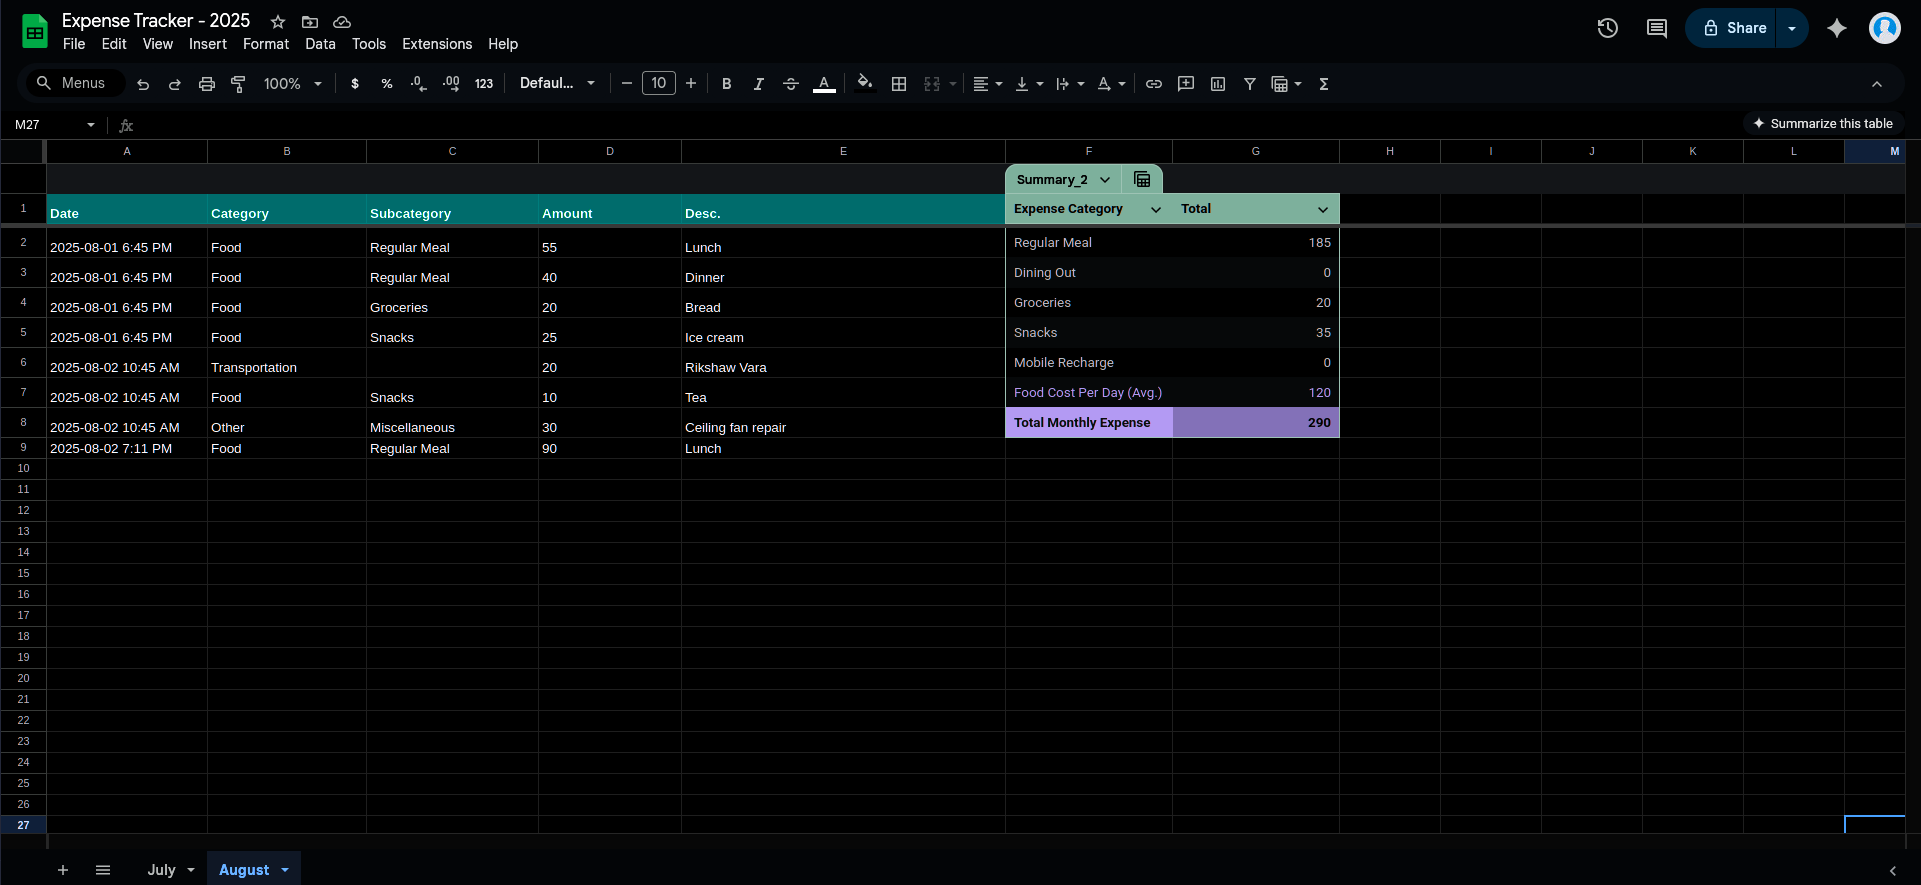 Expense Tracker - 2025
File Edit View Insert Format Data Tools Extensions Help
Share
Menus 100% $ % .0 .00 123 Defaul... 10 B I A Σ
M27 fx Summarize this table
A B C D E F G H I J K L M
Summary_2
1 Date Category Subcategory Amount Desc. Expense Category Total
2 2025-08-01 6:45 PM Food Regular Meal 55 Lunch Regular Meal 185
3 2025-08-01 6:45 PM Food Regular Meal 40 Dinner Dining Out 0
4 2025-08-01 6:45 PM Food Groceries 20 Bread Groceries 20
5 2025-08-01 6:45 PM Food Snacks 25 Ice cream Snacks 35
6 2025-08-02 10:45 AM Transportation 20 Rikshaw Vara Mobile Recharge 0
7 2025-08-02 10:45 AM Food Snacks 10 Tea Food Cost Per Day (Avg.) 120
8 2025-08-02 10:45 AM Other Miscellaneous 30 Ceiling fan repair Total Monthly Expense 290
9 2025-08-02 7:11 PM Food Regular Meal 90 Lunch
10
11
12
13
14
15
16
17
18
19
20
21
22
23
24
25
26
27
July August